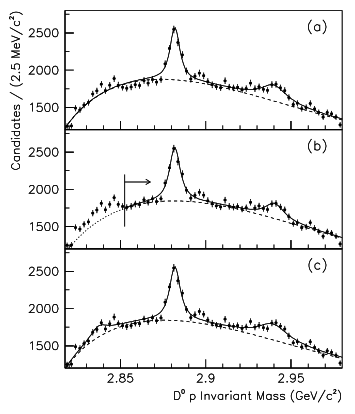 Candidates / (2.5 MeV/c²)
(a)
2500
2000
1500
(b)
2500
2000
1500
(c)
2500
2000
1500
2.85 2.9 2.95
D⁰ p Invariant Mass (GeV/c²)